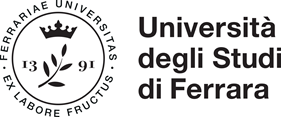 FERRARIAE UNIVERSITAS
13 91
EX LABORE FRUCTUS
Università
degli Studi
di Ferrara